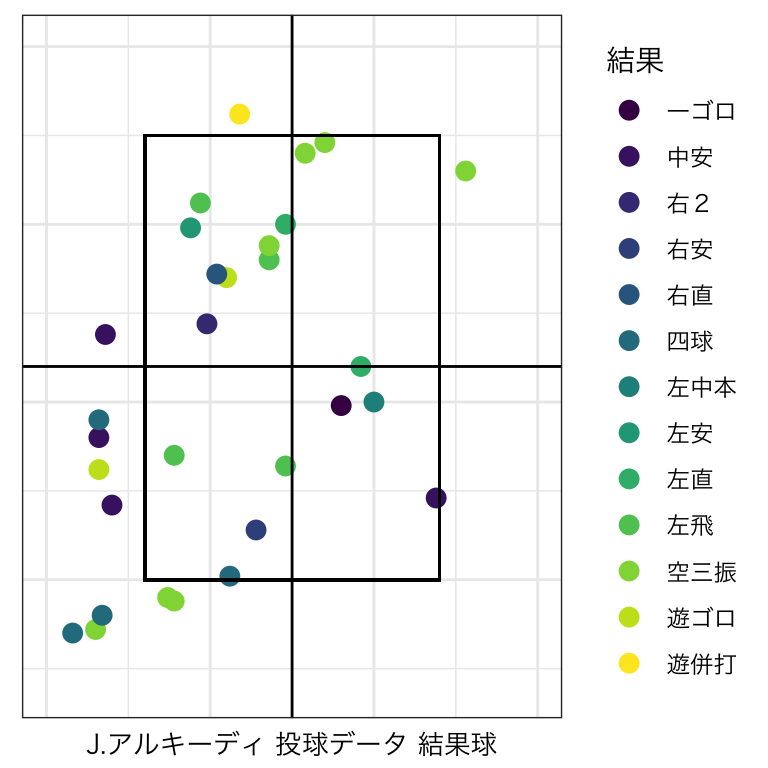 結果
一ゴロ
中安
右２
右安
右直
四球
左中本
左安
左直
左飛
空三振
遊ゴロ
遊併打
J.アルキーディ 投球データ 結果球